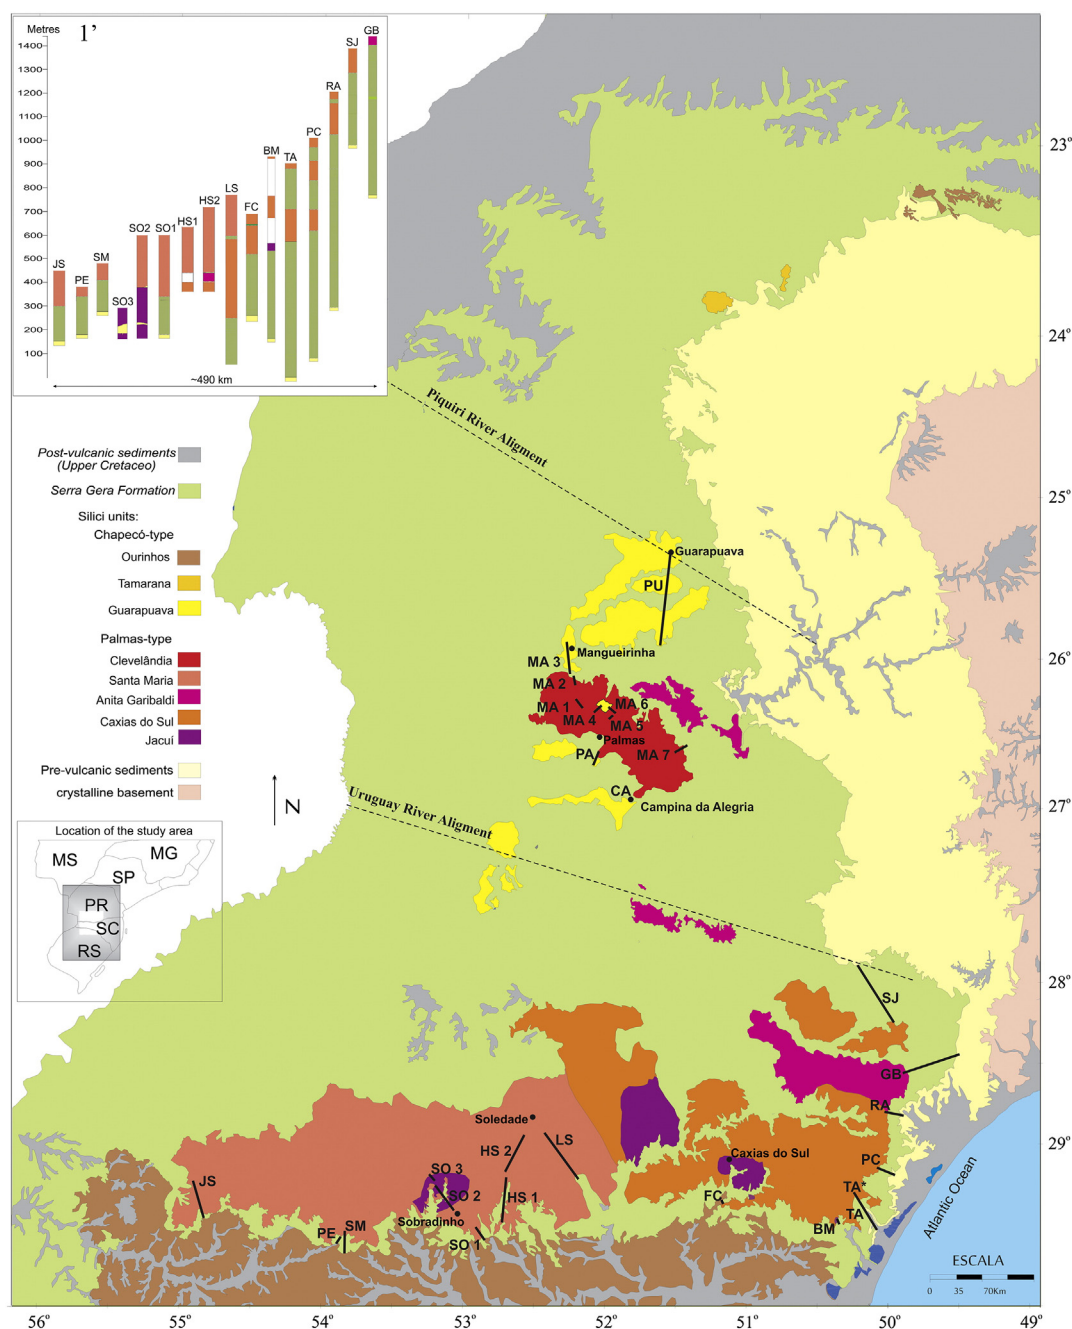 Metres
1'
1400
1300
1200
1100
1000
900
800
700
600
500
400
300
200
100
JS
PE
SM
SO3
SO2
SO1
HS1
HS2
LS
FC
BM
TA
PC
RA
SJ
GB
~490 km
Post-vulcanic sediments
(Upper Cretaceo)
Serra Gera Formation
Silici units:
Chapecó-type
Ourinhos
Tamarana
Guarapuava
Palmas-type
Clevelândia
Santa Maria
Anita Garibaldi
Caxias do Sul
Jacuí
Pre-vulcanic sediments
crystalline basement
N
Location of the study area
MS
MG
SP
PR
SC
RS
Piquiri River Aligment
Uruguay River Aligment
Guarapuava
PU
Mangueirinha
MA 3
MA 2
MA 1
MA 6
MA 4
MA 5
Palmas
PA
MA 7
CA
Campina da Alegria
SJ
GB
RA
Soledade
LS
HS 2
Caxias do Sul
PC
SO 3
JS
SO 2
HS 1
FC
TA*
Sobradinho
TA
BM
PE
SM
SO 1
Atlantic Ocean
ESCALA
0 35 70Km
23°
24°
25°
26°
27°
28°
29°
56°
55°
54°
53°
52°
51°
50°
49°